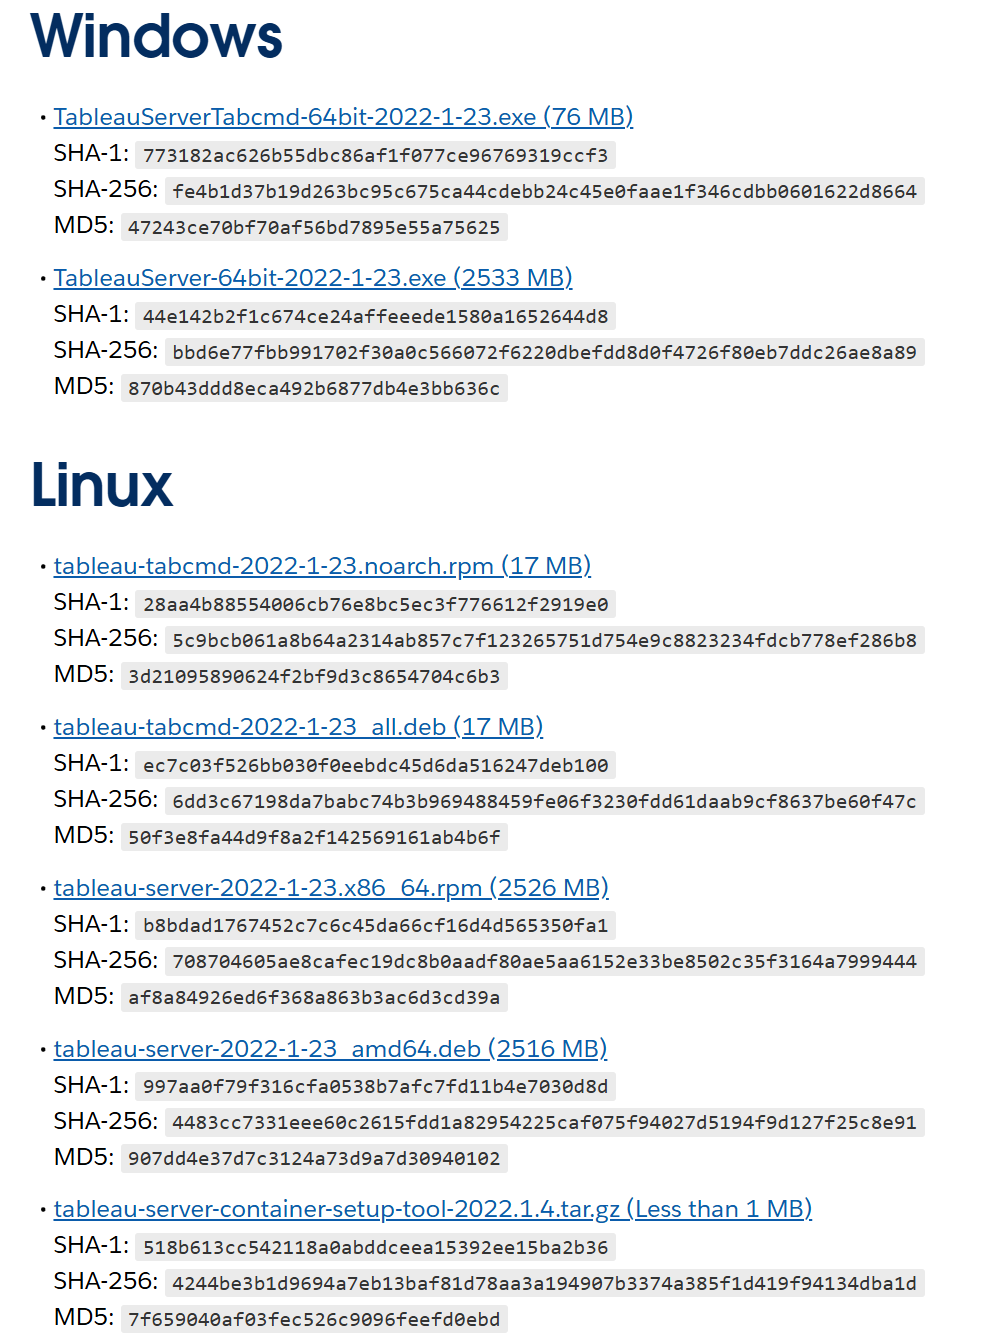 Windows
• TableauServerTabcmd-64bit-2022-1-23.exe (76 MB)
SHA-1: 773182ac626b55dbc86af1f077ce96769319ccf3
SHA-256: fe4b1d37b19d263bc95c675ca44cdebb24c45e0faae1f346cdbb0601622d8664
MD5: 47243ce70bf70af56bd7895e55a75625
• TableauServer-64bit-2022-1-23.exe (2533 MB)
SHA-1: 44e142b2f1c674ce24affeeede1580a1652644d8
SHA-256: bbd6e77fbb991702f30a0c566072f6220dbefdd8d0f4726f80eb7ddc26ae8a89
MD5: 870b43ddd8eca492b6877db4e3bb636c
Linux
• tableau-tabcmd-2022-1-23.noarch.rpm (17 MB)
SHA-1: 28aa4b88554006cb76e8bc5ec3f776612f2919e0
SHA-256: 5c9bcb061a8b64a2314ab857c7f123265751d754e9c8823234fdcb778ef286b8
MD5: 3d21095890624f2bf9d3c8654704c6b3
• tableau-tabcmd-2022-1-23_all.deb (17 MB)
SHA-1: ec7c03f526bb030f0eebdc45d6da516247deb100
SHA-256: 6dd3c67198da7babc74b3b969488459fe06f3230fdd61daab9cf8637be60f47c
MD5: 50f3e8fa44d9f8a2f142569161ab4b6f
• tableau-server-2022-1-23.x86_64.rpm (2526 MB)
SHA-1: b8bdad1767452c7c6c45da66cf16d4d565350fa1
SHA-256: 708704605ae8cafec19dc8b0aadf80ae5aa6152e33be8502c35f3164a7999444
MD5: af8a84926ed6f368a863b3ac6d3cd39a
• tableau-server-2022-1-23_amd64.deb (2516 MB)
SHA-1: 997aa0f79f316cfa0538b7afc7fd11b4e7030d8d
SHA-256: 4483cc7331eee60c2615fdd1a82954225caf075f94027d5194f9d127f25c8e91
MD5: 907dd4e37d7c3124a73d9a7d30940102
• tableau-server-container-setup-tool-2022.1.4.tar.gz (Less than 1 MB)
SHA-1: 518b613cc542118a0abddceea15392ee15ba2b36
SHA-256: 4244be3b1d9694a7eb13baf81d78aa3a194907b3374a385f1d419f94134dba1d
MD5: 7f659040af03fec526c9096feefd0ebd